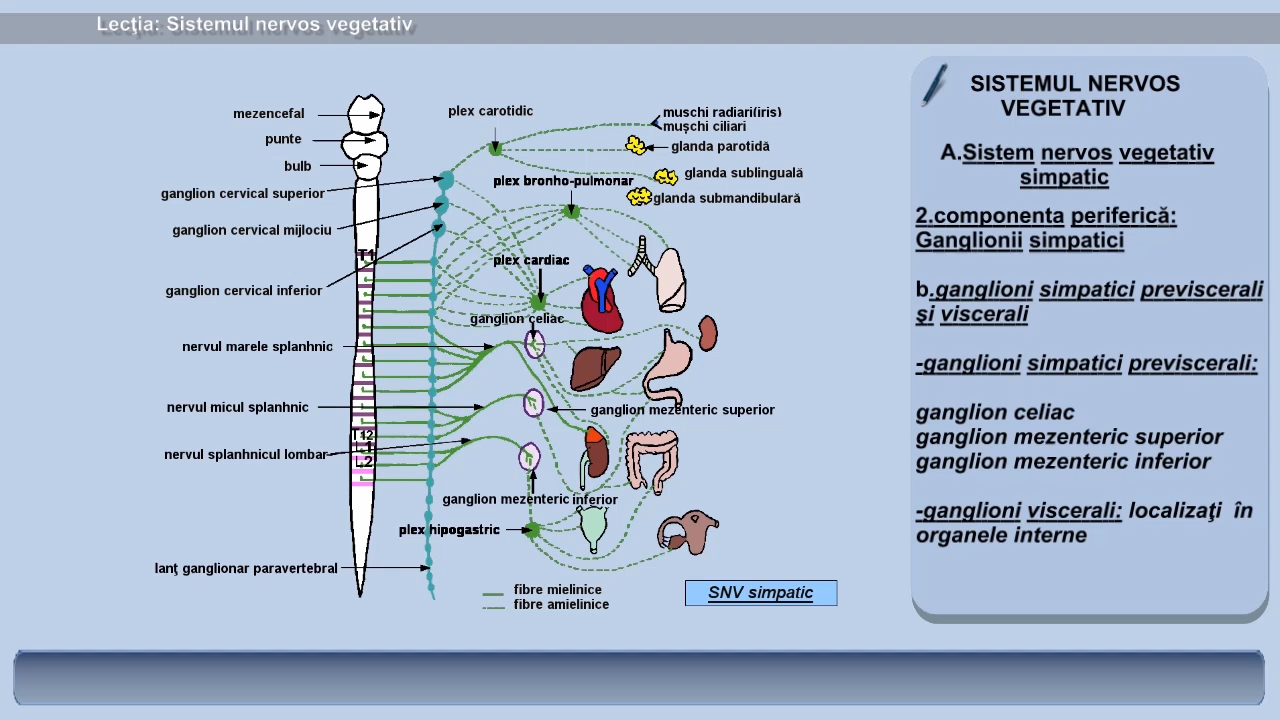 Lecţia: Sistemul nervos vegetativ
mezencefal
punte
bulb
ganglion cervical superior
ganglion cervical mijlociu
ganglion cervical inferior
nervul marele splanhnic
nervul micul splanhnic
nervul splanhnicul lombar
lanţ ganglionar paravertebral
T1
T12
L1
L2
plex carotidic
muschi radiari(iris)
muşchi ciliari
glanda parotidă
glanda sublinguală
plex bronho-pulmonar
glanda submandibulară
plex cardiac
ganglion celiac
ganglion mezenteric superior
ganglion mezenteric inferior
plex hipogastric
fibre mielinice
fibre amielinice
SNV simpatic
SISTEMUL NERVOS
VEGETATIV
A.Sistem nervos vegetativ
simpatic
2.componenta periferică:
Ganglionii simpatici
b.ganglioni simpatici previscerali
şi viscerali
-ganglioni simpatici previscerali:
ganglion celiac
ganglion mezenteric superior
ganglion mezenteric inferior
-ganglioni viscerali: localizaţi în
organele interne